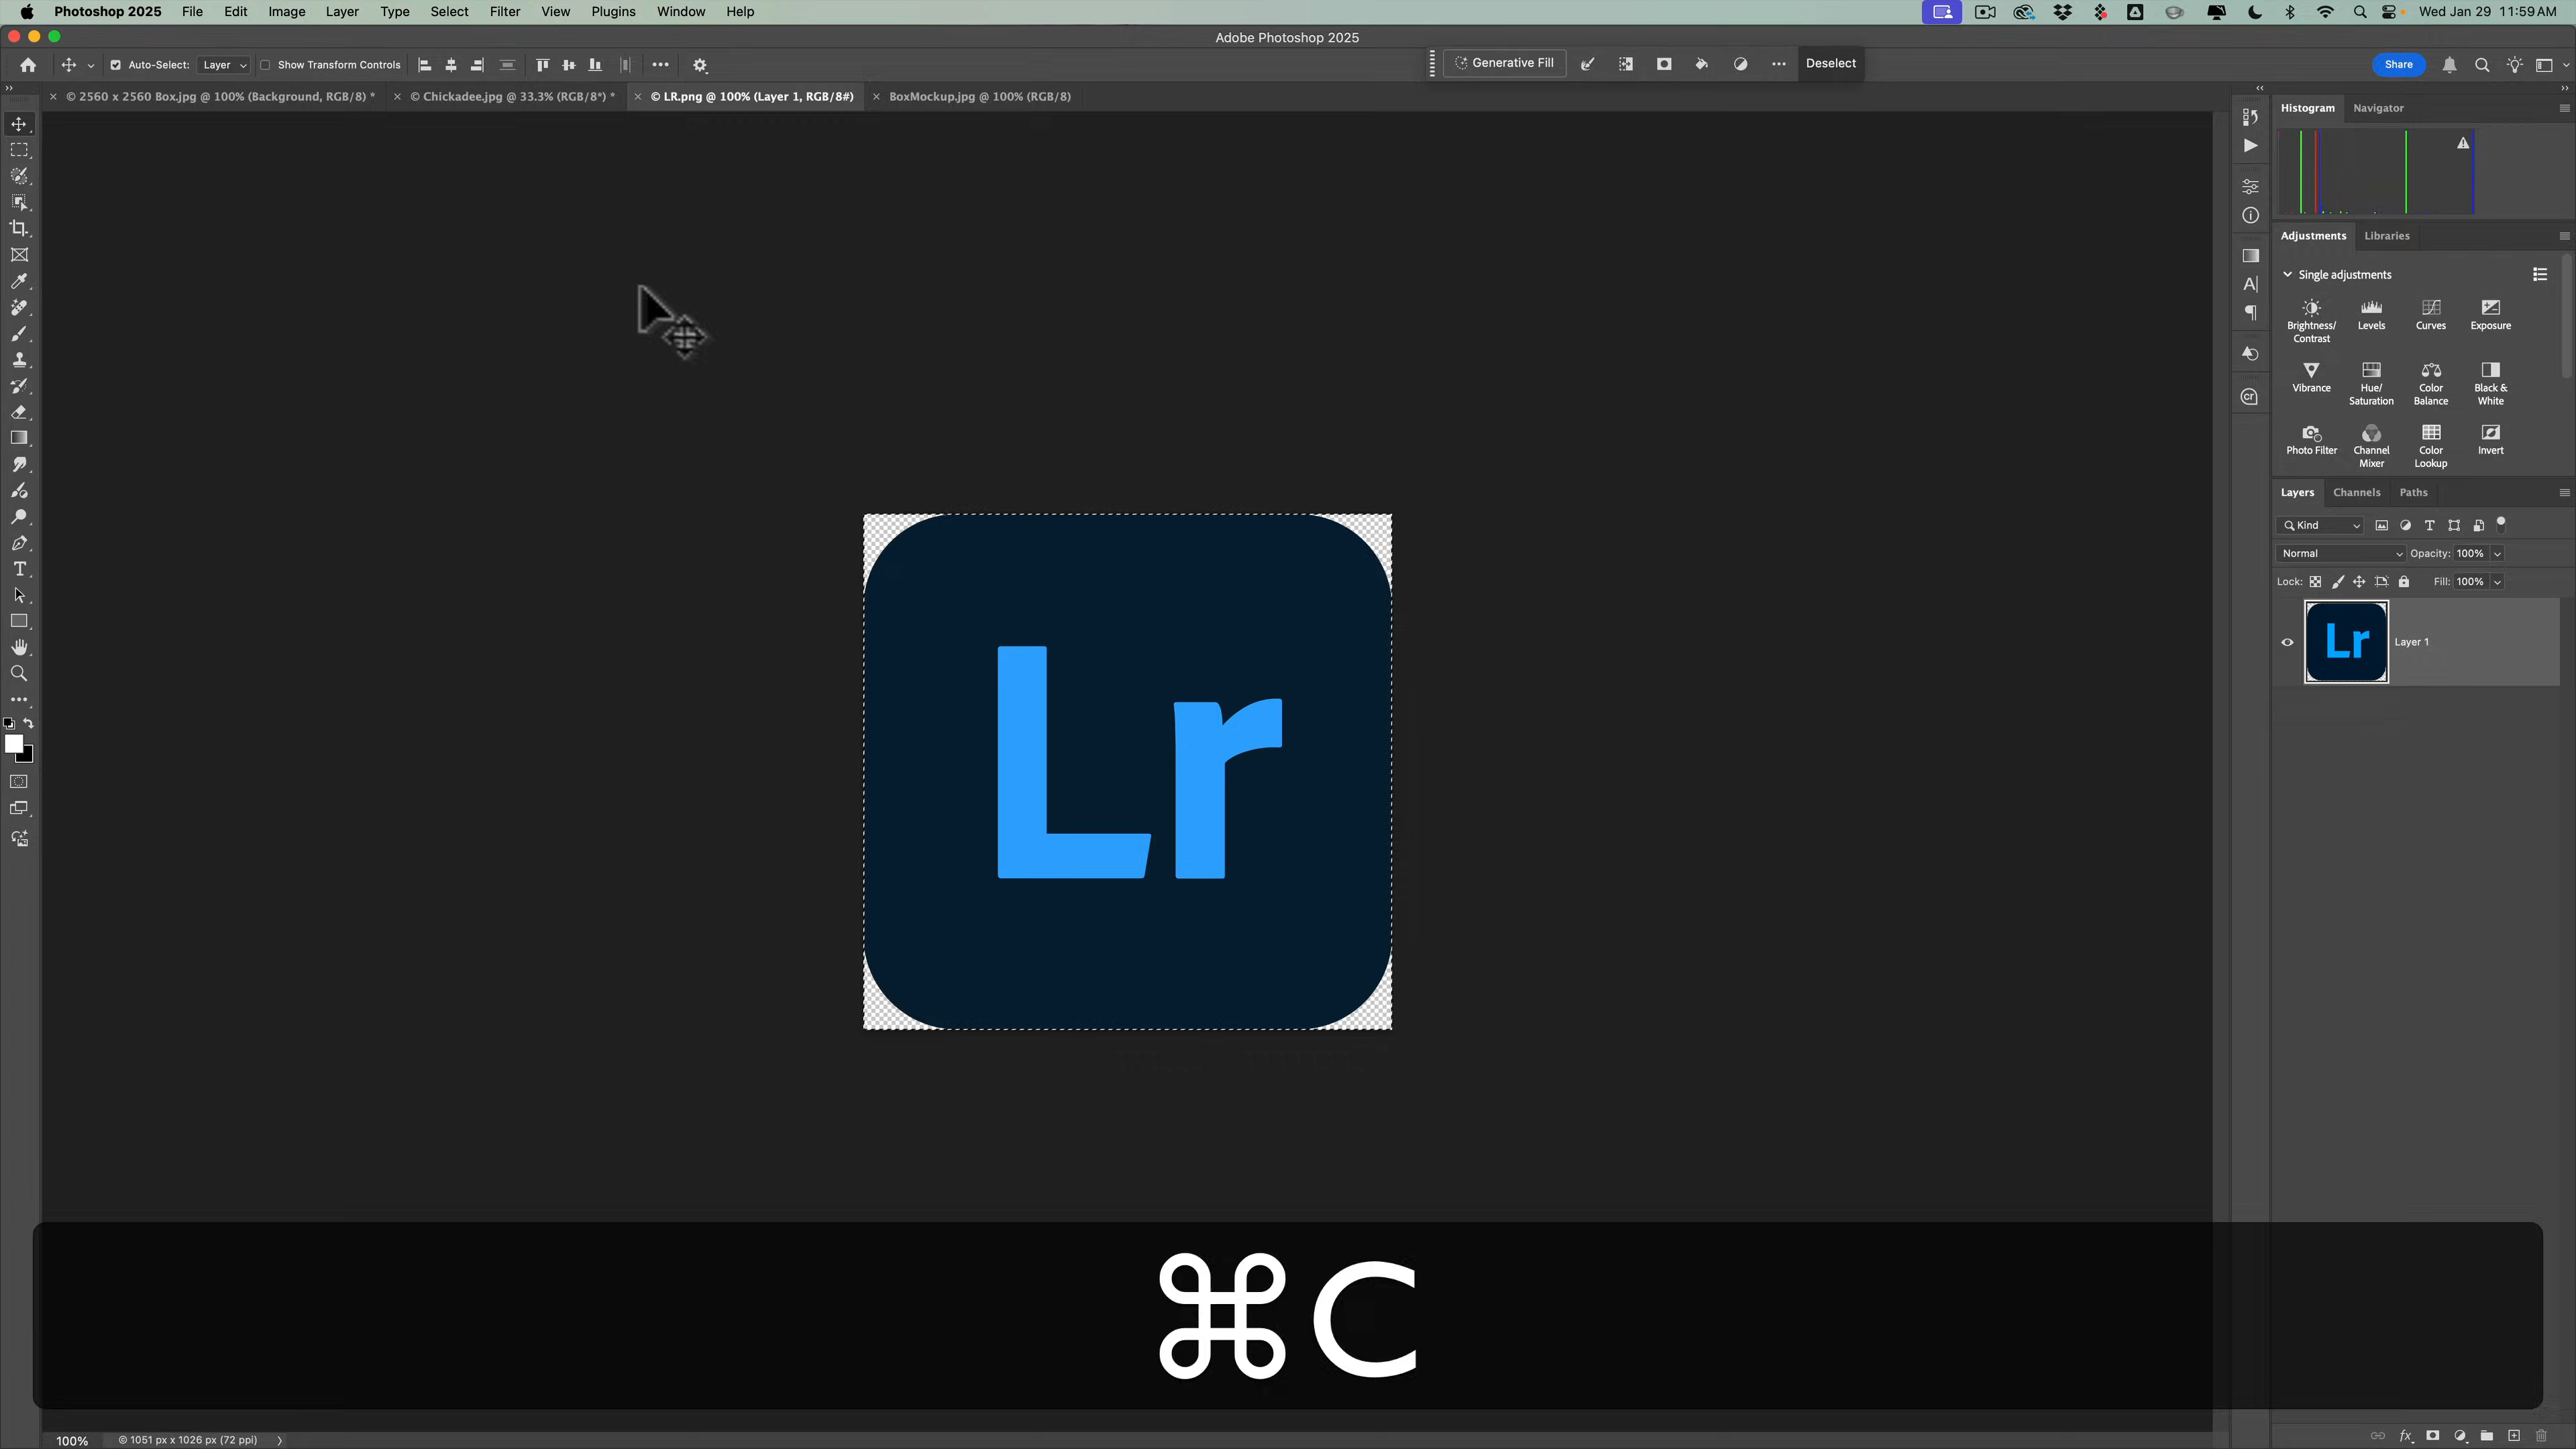 Photoshop 2025 File Edit Image Layer Type Select Filter View Plugins Window Help Wed Jan 29 11:59 AM
Adobe Photoshop 2025
Auto-Select: Layer Show Transform Controls Generative Fill Deselect Share
© 2560 x 2560 Box.jpg @ 100% (Background, RGB/8) * © Chickadee.jpg @ 33.3% (RGB/8*) * © LR.png @ 100% (Layer 1, RGB/8#) BoxMockup.jpg @ 100% (RGB/8)
Histogram Navigator
Adjustments Libraries
Single adjustments
Brightness/
Contrast
Levels
Curves
Exposure
Vibrance
Hue/
Saturation
Color
Balance
Black &
White
Photo Filter
Channel
Mixer
Color
Lookup
Invert
Layers Channels Paths
Kind
Normal Opacity: 100%
Lock: Fill: 100%
Lr
Layer 1
Lr
⌘C
100% © 1051 px x 1026 px (72 ppi)